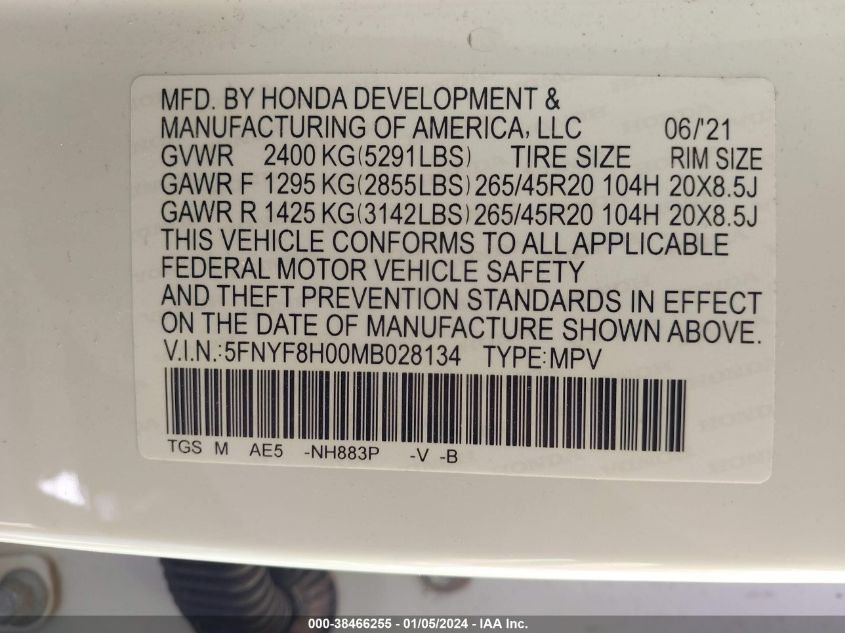 MFD. BY HONDA DEVELOPMENT &
MANUFACTURING OF AMERICA, LLC 06/'21
GVWR 2400 KG(5291LBS) TIRE SIZE RIM SIZE
GAWR F 1295 KG(2855LBS) 265/45R20 104H 20X8.5J
GAWR R 1425 KG(3142LBS) 265/45R20 104H 20X8.5J
THIS VEHICLE CONFORMS TO ALL APPLICABLE
FEDERAL MOTOR VEHICLE SAFETY
AND THEFT PREVENTION STANDARDS IN EFFECT
ON THE DATE OF MANUFACTURE SHOWN ABOVE.
V.I.N.:5FNYF8H00MB028134 TYPE:MPV
TGS M AE5 -NH883P -V -B
000-38466255 - 01/05/2024 - IAA Inc.